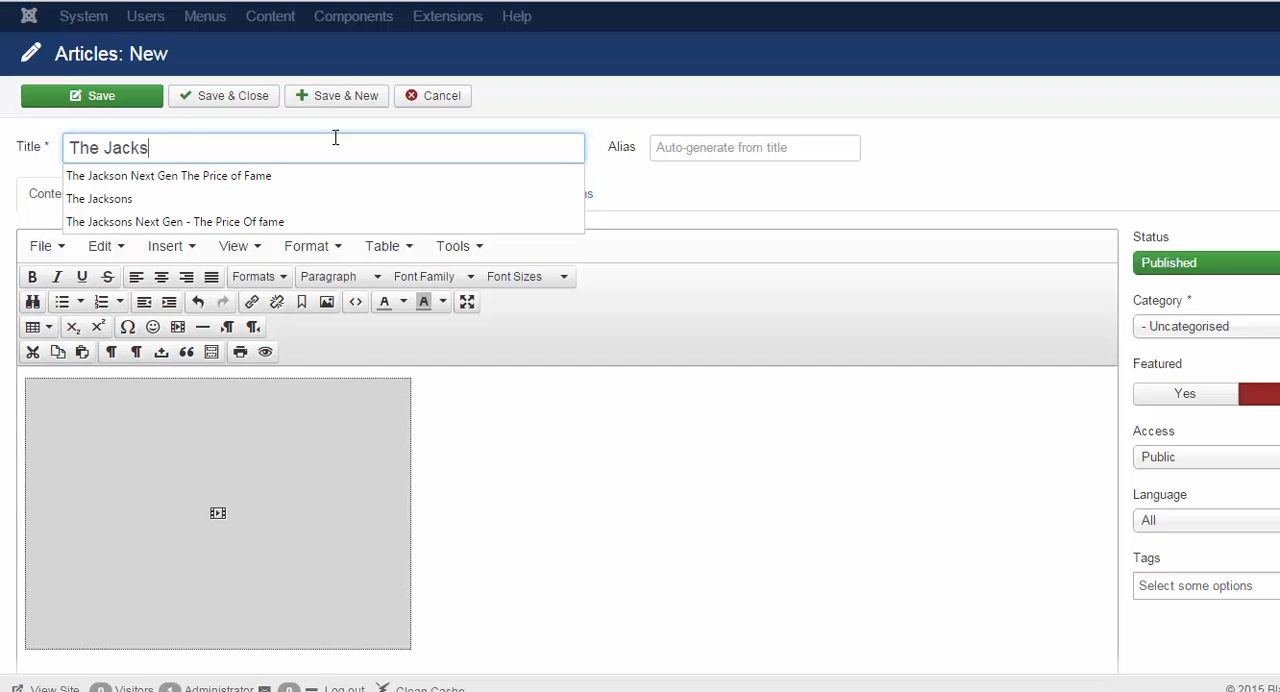 System Users Menus Content Components Extensions Help
Articles: New
Save Save & Close Save & New Cancel
Title * The Jacks Alias Auto-generate from title
The Jackson Next Gen The Price of Fame
The Jacksons
The Jacksons Next Gen - The Price Of fame
Conte
ns
File Edit Insert View Format Table Tools
B I U S Formats Paragraph Font Family Font Sizes
A A
Status
Published
Category *
- Uncategorised
Featured
Yes
Access
Public
Language
All
Tags
Select some options
View Site 0 Visitors 1 Administrator 0 Log out Clean Cache
© 2015 Bl